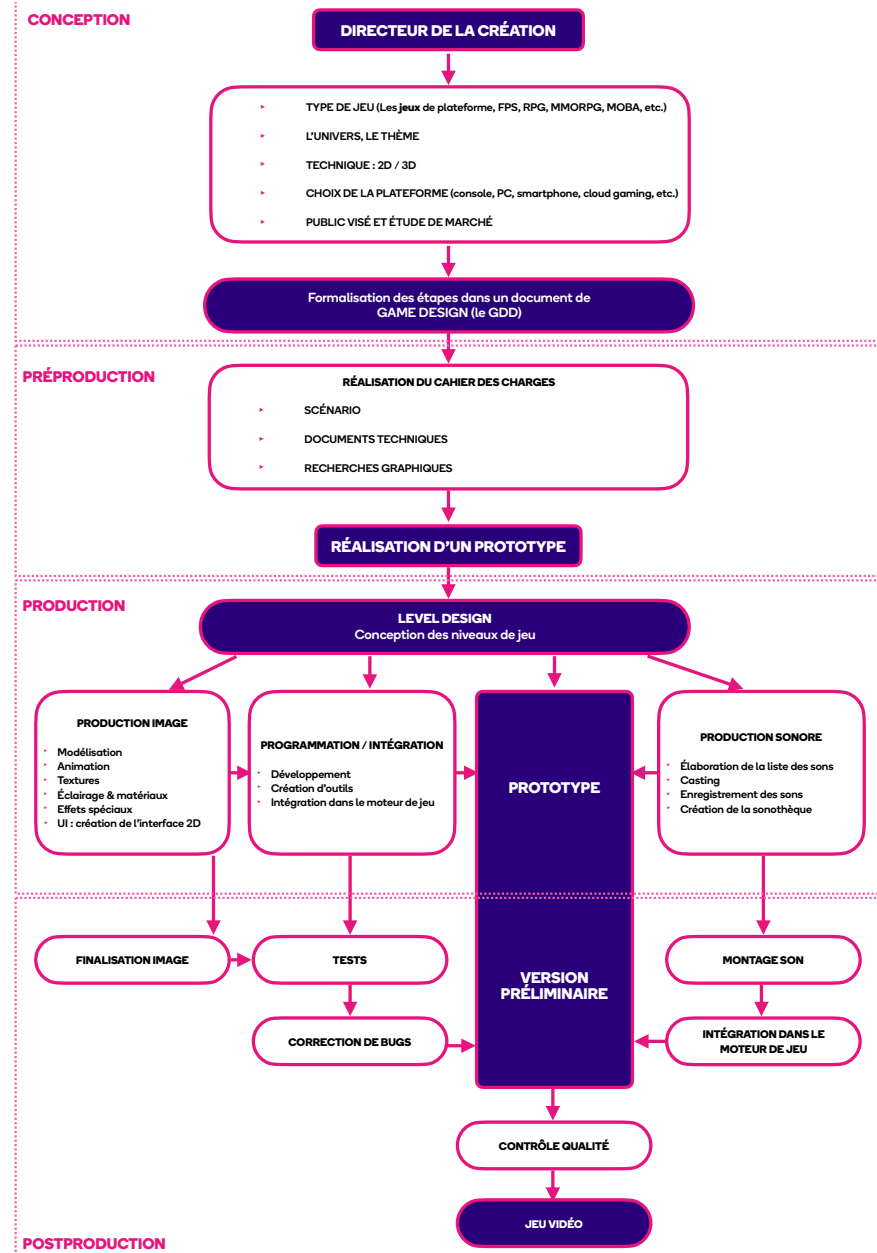 CONCEPTION
DIRECTEUR DE LA CRÉATION
TYPE DE JEU (Les jeux de plateforme, FPS, RPG, MMORPG, MOBA, etc.)
L'UNIVERS, LE THÈME
TECHNIQUE : 2D / 3D
CHOIX DE LA PLATEFORME (console, PC, smartphone, cloud gaming, etc.)
PUBLIC VISÉ ET ÉTUDE DE MARCHÉ
Formalisation des étapes dans un document de
GAME DESIGN (le GDD)
PRÉPRODUCTION
RÉALISATION DU CAHIER DES CHARGES
SCÉNARIO
DOCUMENTS TECHNIQUES
RECHERCHES GRAPHIQUES
RÉALISATION D'UN PROTOTYPE
PRODUCTION
LEVEL DESIGN
Conception des niveaux de jeu
PRODUCTION IMAGE
Modélisation
Animation
Textures
Éclairage & matériaux
Effets spéciaux
UI : création de l'interface 2D
PROGRAMMATION / INTÉGRATION
Développement
Création d'outils
Intégration dans le moteur de jeu
PROTOTYPE
PRODUCTION SONORE
Élaboration de la liste des sons
Casting
Enregistrement des sons
Création de la sonothèque
FINALISATION IMAGE
TESTS
VERSION
PRÉLIMINAIRE
MONTAGE SON
CORRECTION DE BUGS
INTÉGRATION DANS LE
MOTEUR DE JEU
CONTRÔLE QUALITÉ
JEU VIDÉO
POSTPRODUCTION